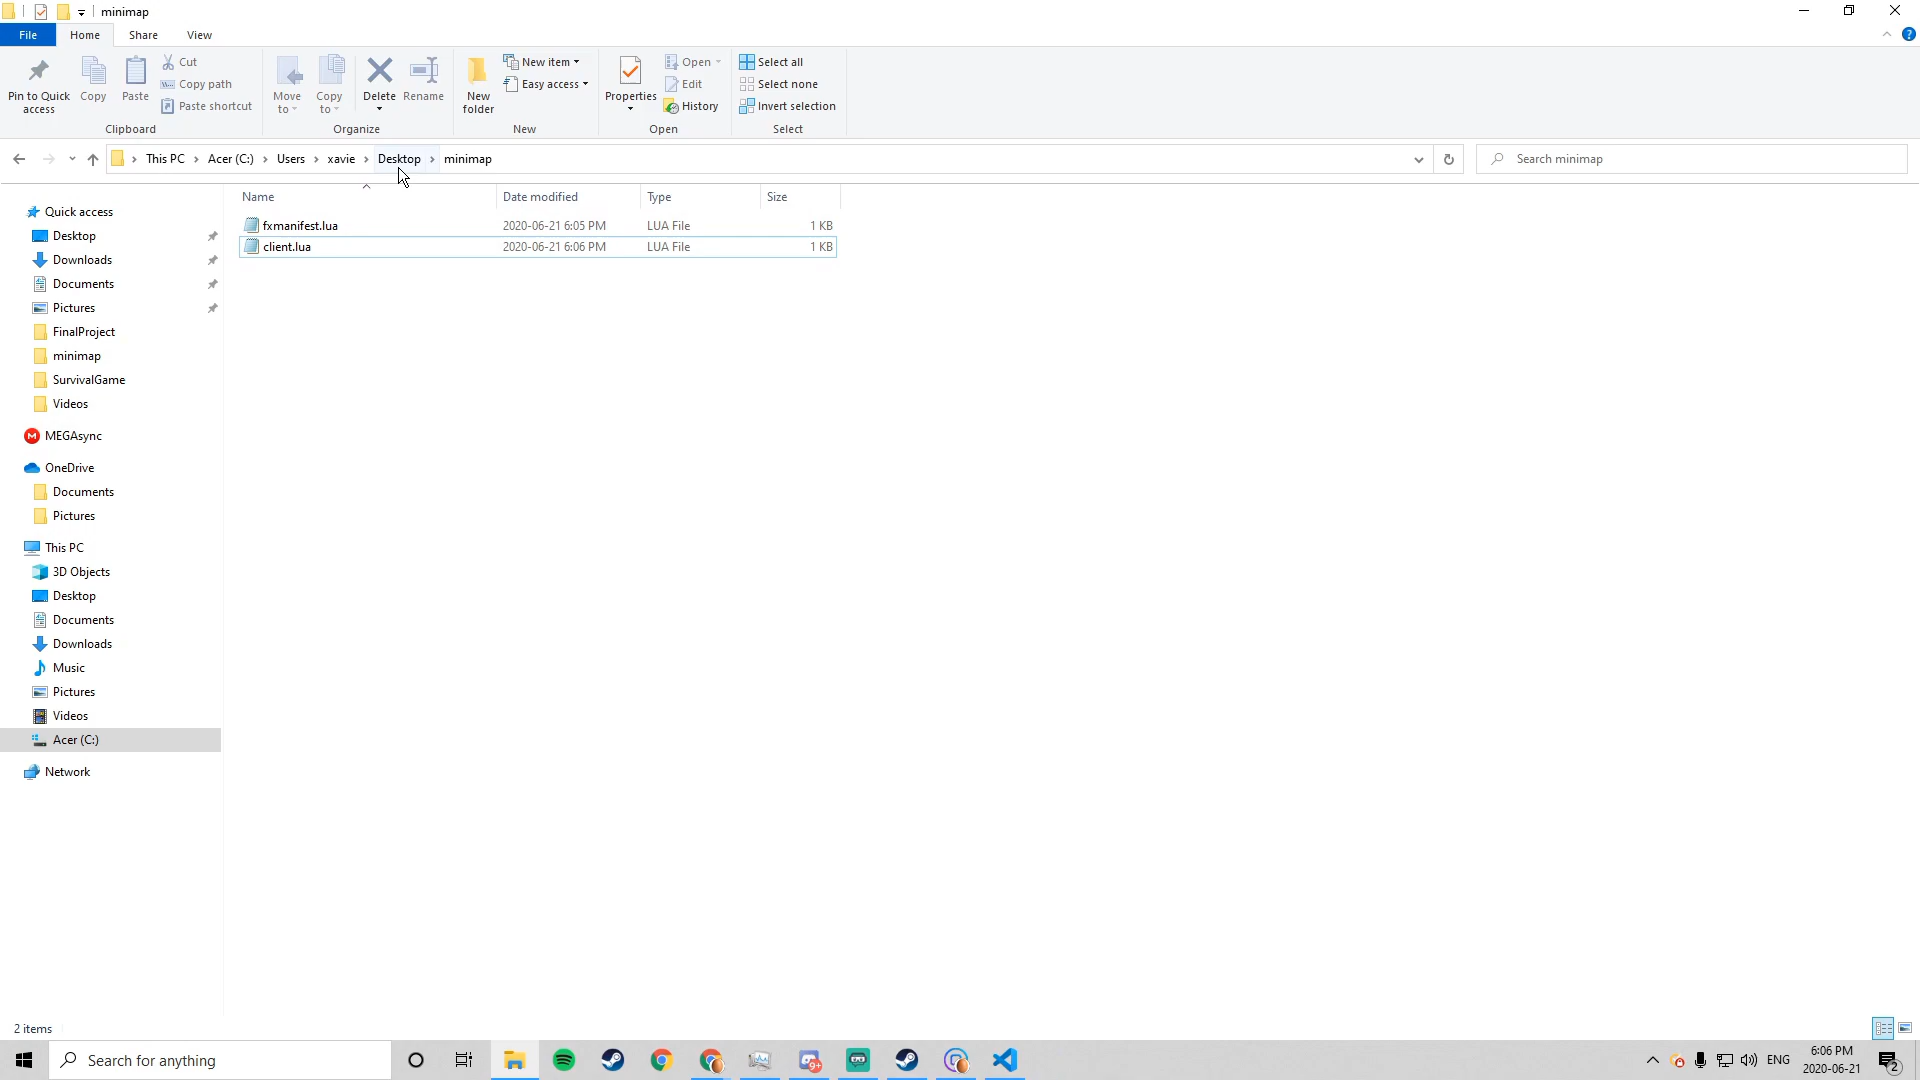 minimap
File Home Share View
Pin to Quick access
Copy
Paste
Cut
Copy path
Paste shortcut
Clipboard
Move to
Copy to
Delete
Rename
Organize
New folder
New item
Easy access
New
Properties
Open
Edit
History
Open
Select all
Select none
Invert selection
Select
This PC > Acer (C:) > Users > xavie > Desktop > minimap
Search minimap
Name Date modified Type Size
fxmanifest.lua 2020-06-21 6:05 PM LUA File 1 KB
client.lua 2020-06-21 6:06 PM LUA File 1 KB
Quick access
Desktop
Downloads
Documents
Pictures
FinalProject
minimap
SurvivalGame
Videos
MEGAsync
OneDrive
Documents
Pictures
This PC
3D Objects
Desktop
Documents
Downloads
Music
Pictures
Videos
Acer (C:)
Network
2 items
Search for anything
9+
ENG
6:06 PM
2020-06-21
2